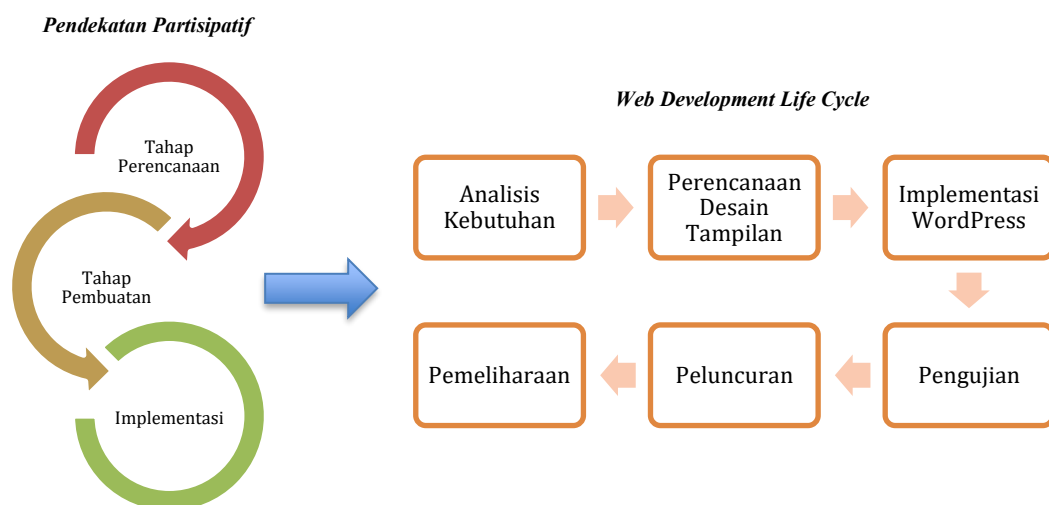 Pendekatan Partisipatif
Tahap
Perencanaan
Tahap
Pembuatan
Implementasi
Web Development Life Cycle
Analisis
Kebutuhan
Perencanaan
Desain
Tampilan
Implementasi
WordPress
Pengujian
Peluncuran
Pemeliharaan